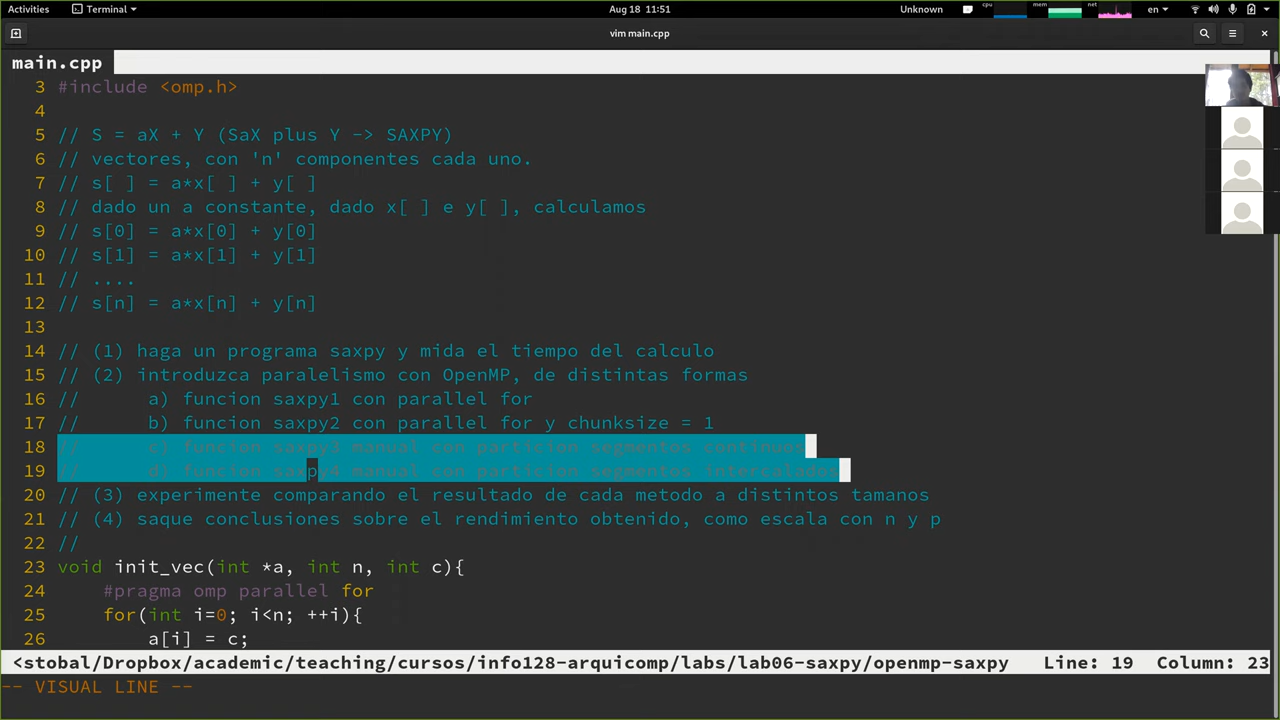 Activities Terminal Aug 18 11:51 Unknown cpu mem net en
vim main.cpp
main.cpp
3 #include <omp.h>
4
5 // S = aX + Y (SaX plus Y -> SAXPY)
6 // vectores, con 'n' componentes cada uno.
7 // s[ ] = a*x[ ] + y[ ]
8 // dado un a constante, dado x[ ] e y[ ], calculamos
9 // s[0] = a*x[0] + y[0]
10 // s[1] = a*x[1] + y[1]
11 // ....
12 // s[n] = a*x[n] + y[n]
13
14 // (1) haga un programa saxpy y mida el tiempo del calculo
15 // (2) introduzca paralelismo con OpenMP, de distintas formas
16 // a) funcion saxpy1 con parallel for
17 // b) funcion saxpy2 con parallel for y chunksize = 1
18 // c) funcion saxpy3 manual con particion segmentos continuos
19 // d) funcion saxpy4 manual con particion segmentos intercalados
20 // (3) experimente comparando el resultado de cada metodo a distintos tamanos
21 // (4) saque conclusiones sobre el rendimiento obtenido, como escala con n y p
22 //
23 void init_vec(int *a, int n, int c){
24 #pragma omp parallel for
25 for(int i=0; i<n; ++i){
26 a[i] = c;
<stobal/Dropbox/academic/teaching/cursos/info128-arquicomp/labs/lab06-saxpy/openmp-saxpy Line: 19 Column: 23
-- VISUAL LINE --